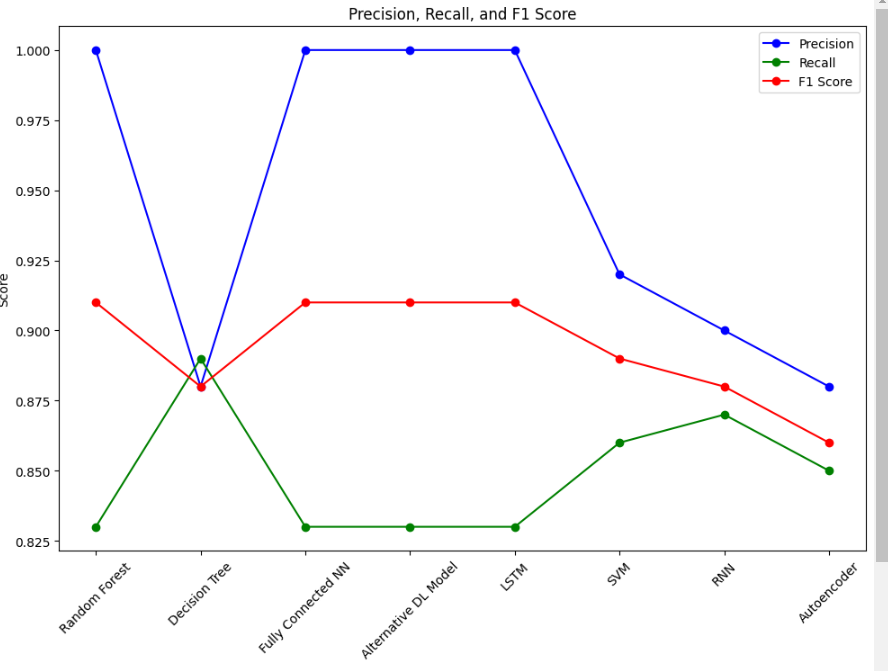 Precision, Recall, and F1 Score
Precision
Recall
F1 Score
1.000
0.975
0.950
0.925
0.900
0.875
0.850
0.825
Score
Random Forest
Decision Tree
Fully Connected NN
Alternative DL Model
LSTM
SVM
RNN
Autoencoder